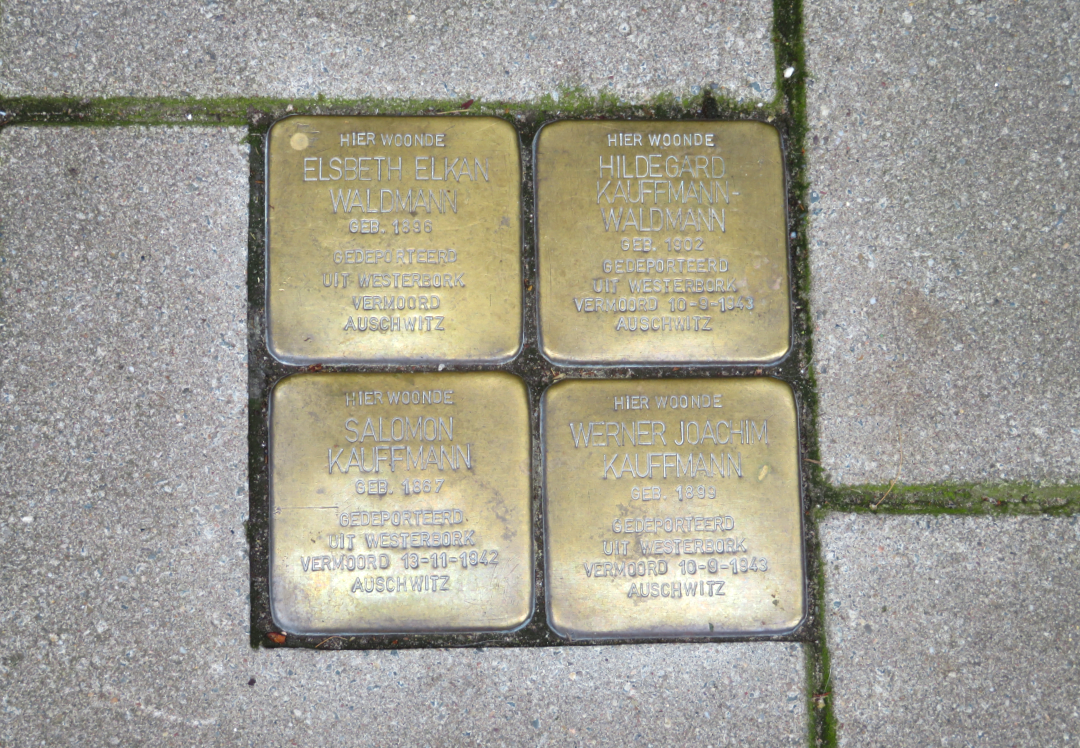 HIER WOONDE
ELSBETH ELKAN
WALDMANN
GEB. 1896
GEDEPORTEERD
UIT WESTERBORK
VERMOORD
AUSCHWITZ
HIER WOONDE
HILDEGARD
KAUFFMANN-
WALDMANN
GEB. 1902
GEDEPORTEERD
UIT WESTERBORK
VERMOORD 10-9-1943
AUSCHWITZ
HIER WOONDE
SALOMON
KAUFFMANN
GEB. 1887
GEDEPORTEERD
UIT WESTERBORK
VERMOORD 13-11-1942
AUSCHWITZ
HIER WOONDE
WERNER JOACHIM
KAUFFMANN
GEB. 1899
GEDEPORTEERD
UIT WESTERBORK
VERMOORD 10-9-1943
AUSCHWITZ